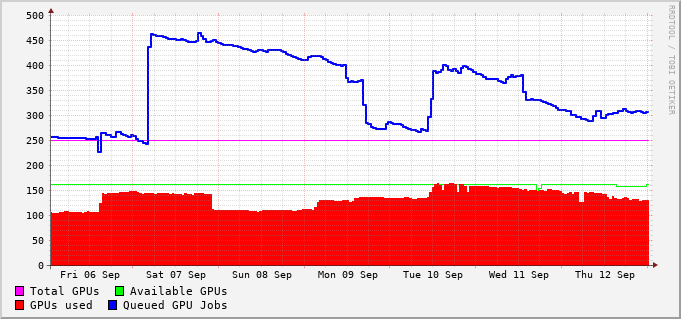 500
450
400
350
300
250
200
150
100
50
0
Fri 06 Sep Sat 07 Sep Sun 08 Sep Mon 09 Sep Tue 10 Sep Wed 11 Sep Thu 12 Sep
Total GPUs Available GPUs
GPUs used Queued GPU Jobs
RRDTOOL / TOBI OETIKER